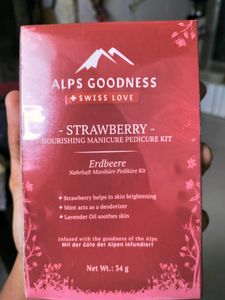 ALPS GOODNESS
SWISS LOVE
- STRAWBERRY -
NOURISHING MANICURE PEDICURE KIT
Erdbeere
Nahrhaft Maniküre Pediküre Kit
Strawberry helps in skin brightening
Mint acts as a deodorizer
Lavender Oil soothes skin
Infused with the goodness of the Alps
Mit der Güte der Alpen Infundiert
Net Wt.: 34 g